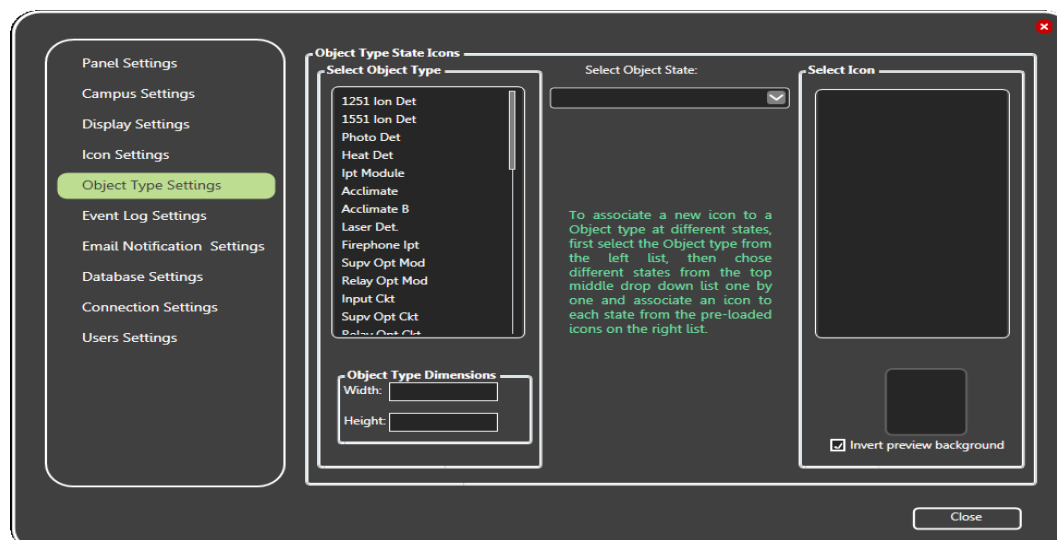 Panel Settings
Campus Settings
Display Settings
Icon Settings
Object Type Settings
Event Log Settings
Email Notification Settings
Database Settings
Connection Settings
Users Settings
Object Type State Icons
Select Object Type
1251 Ion Det
1551 Ion Det
Photo Det
Heat Det
Ipt Module
Acclimate
Acclimate B
Laser Det.
Firephone Ipt
Supv Opt Mod
Relay Opt Mod
Input Ckt
Supv Opt Ckt
Relay Opt Ckt
Object Type Dimensions
Width:
Height:
Select Object State:
To associate a new icon to a
Object type at different states,
first select the Object type from
the left list, then chose
different states from the top
middle drop down list one by
one and associate an icon to
each state from the pre-loaded
icons on the right list.
Select Icon
Invert preview background
Close